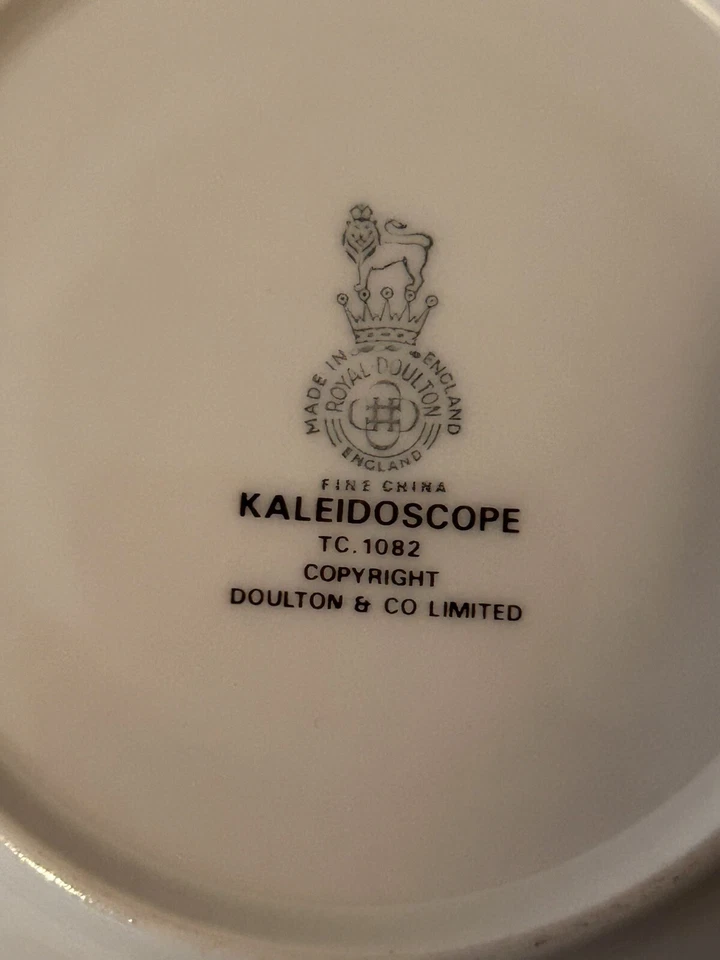 MADE IN ENGLAND
ROYAL DOULTON
ENGLAND
FINE CHINA
KALEIDOSCOPE
TC.1082
COPYRIGHT
DOULTON & CO LIMITED